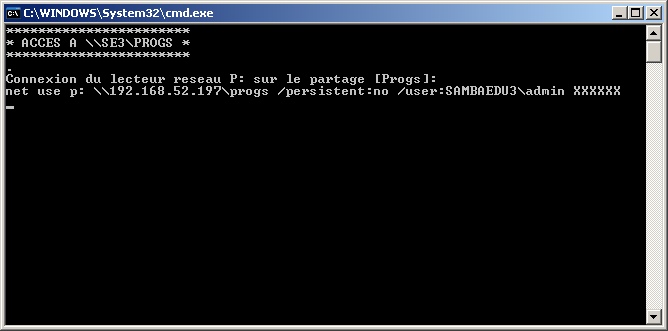 C:\WINDOWS\System32\cmd.exe
***********************
* ACCES A \\SE3\PROGS *
***********************
.
Connexion du lecteur reseau P: sur le partage [Progs]:
net use p: \\192.168.52.197\progs /persistent:no /user:SAMBAEDU3\admin XXXXXX
_